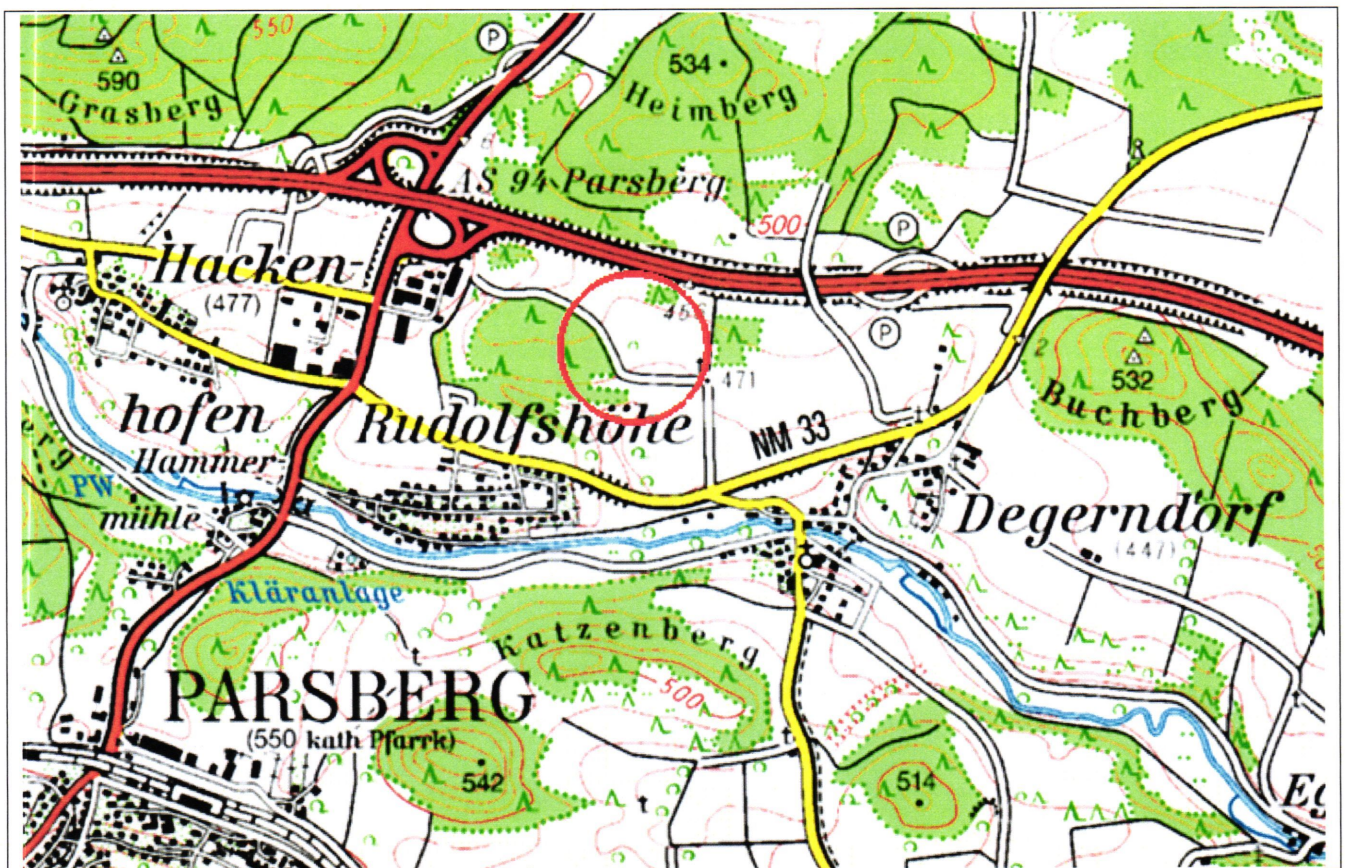 550
P
590
Grasberg
534
Heimberg
AS 94 Parsberg
500
P
Hacken-
(477)
P
471
2
532
Buchberg
hofen
Rudolfshöhe
NM 33
Hammer-
PW
mühle
Degerndorf
(447)
Kläranlage
Katzenberg
t
500
PARSBERG
(550 kath Pfarrk)
542
t
514